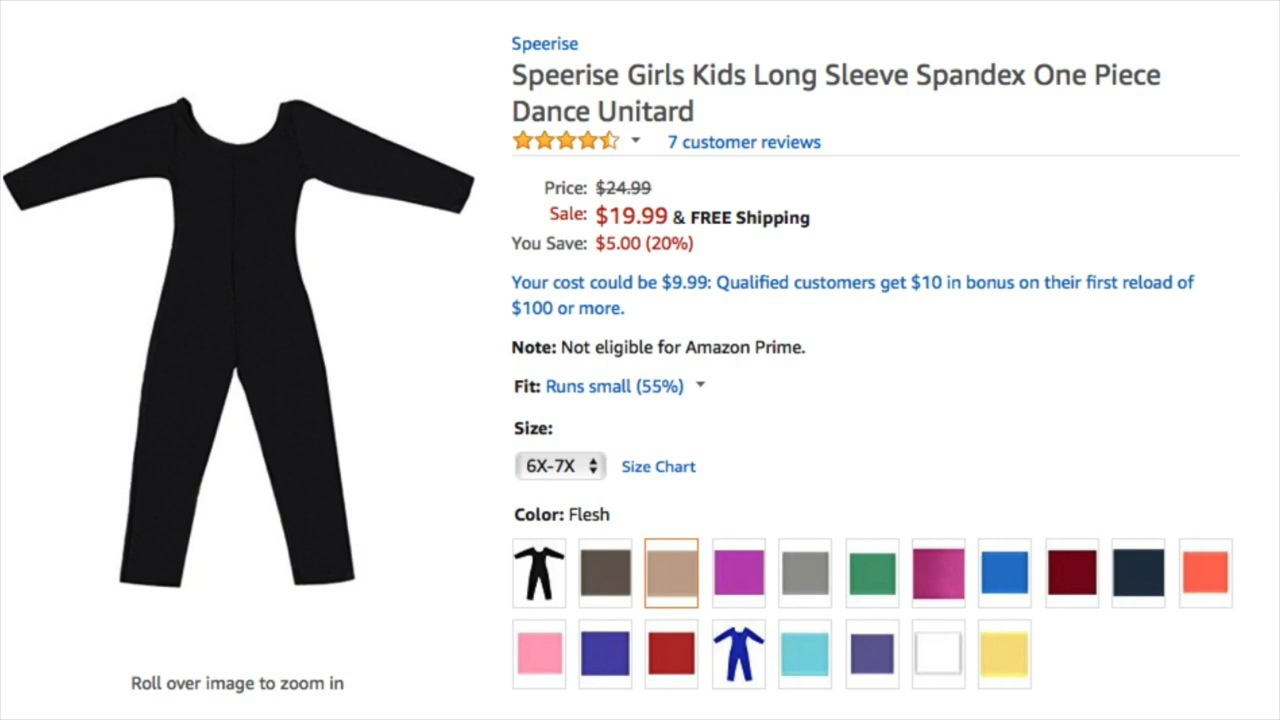 Speerise
Speerise Girls Kids Long Sleeve Spandex One Piece
Dance Unitard
7 customer reviews
Price: $24.99
Sale: $19.99 & FREE Shipping
You Save: $5.00 (20%)
Your cost could be $9.99: Qualified customers get $10 in bonus on their first reload of
$100 or more.
Note: Not eligible for Amazon Prime.
Fit: Runs small (55%)
Size:
6X-7X Size Chart
Color: Flesh
Roll over image to zoom in